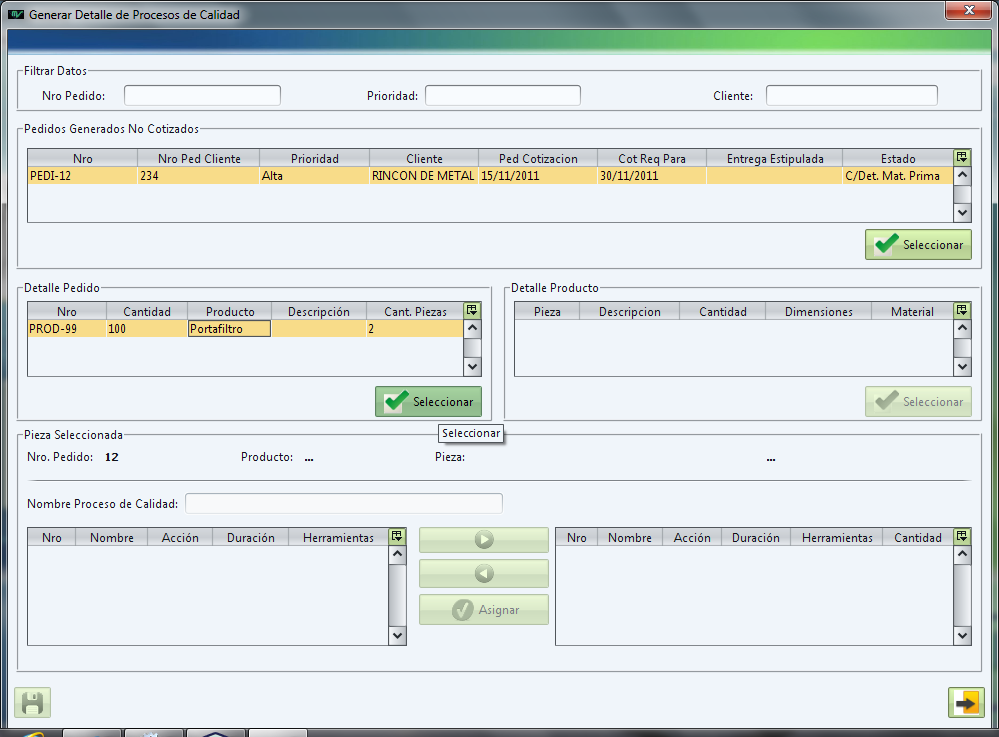 Generar Detalle de Procesos de Calidad
Filtrar Datos
Nro Pedido: Prioridad: Cliente:
Pedidos Generados No Cotizados
Nro Nro Ped Cliente Prioridad Cliente Ped Cotizacion Cot Req Para Entrega Estipulada Estado
PEDI-12 234 Alta RINCON DE METAL 15/11/2011 30/11/2011 C/Det. Mat. Prima
Seleccionar
Detalle Pedido Detalle Producto
Nro Cantidad Producto Descripción Cant. Piezas Pieza Descripcion Cantidad Dimensiones Material
PROD-99 100 Portafiltro 2
Seleccionar Seleccionar
Seleccionar
Pieza Seleccionada
Nro. Pedido: 12 Producto: ... Pieza: ...
Nombre Proceso de Calidad:
Nro Nombre Acción Duración Herramientas Nro Nombre Acción Duración Herramientas Cantidad
Asignar